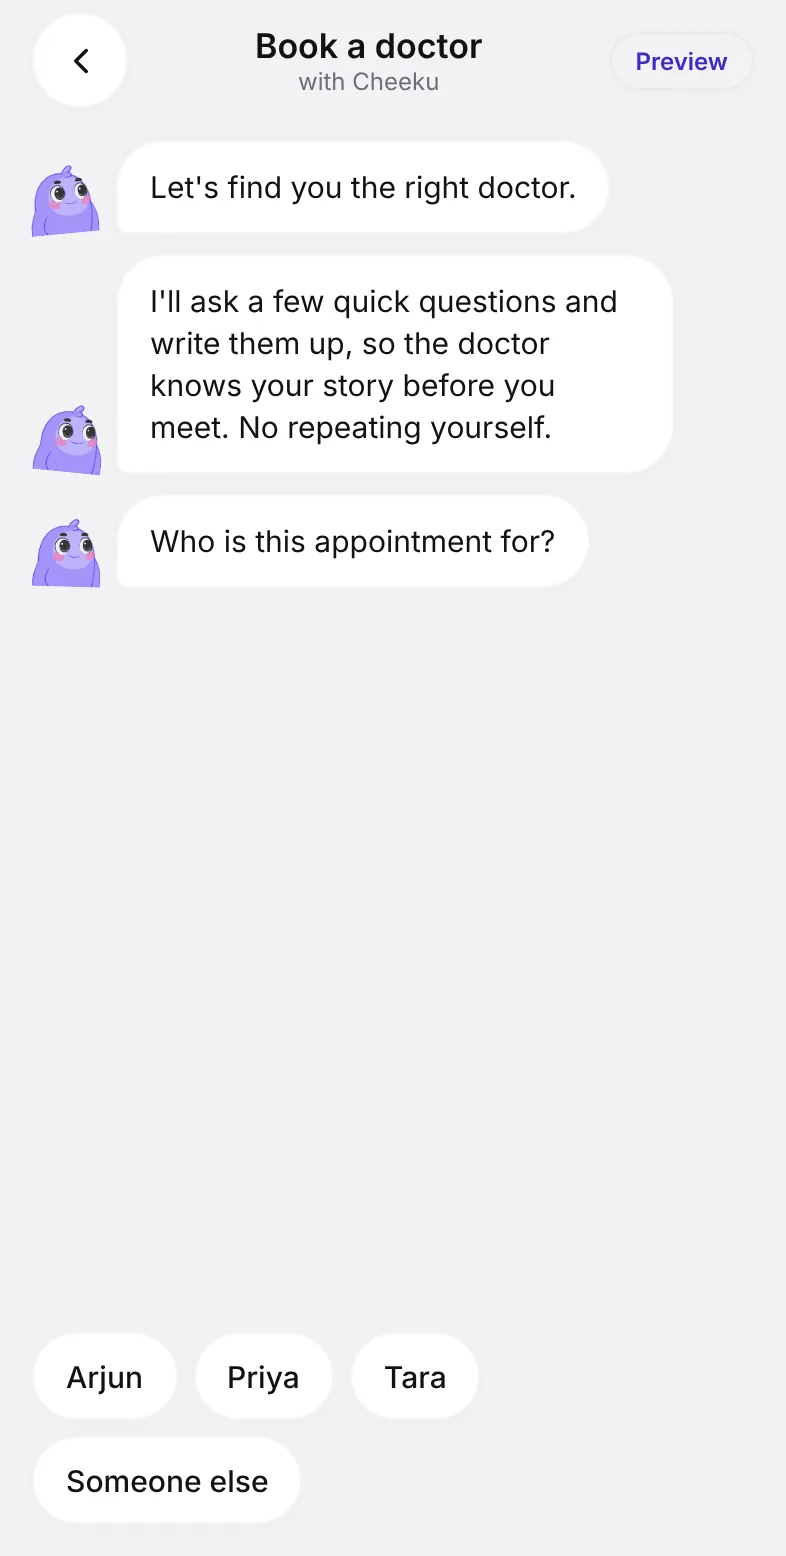 Book a doctor
with Cheeku
Preview
Let's find you the right doctor.
I'll ask a few quick questions and
write them up, so the doctor
knows your story before you
meet. No repeating yourself.
Who is this appointment for?
Arjun
Priya
Tara
Someone else